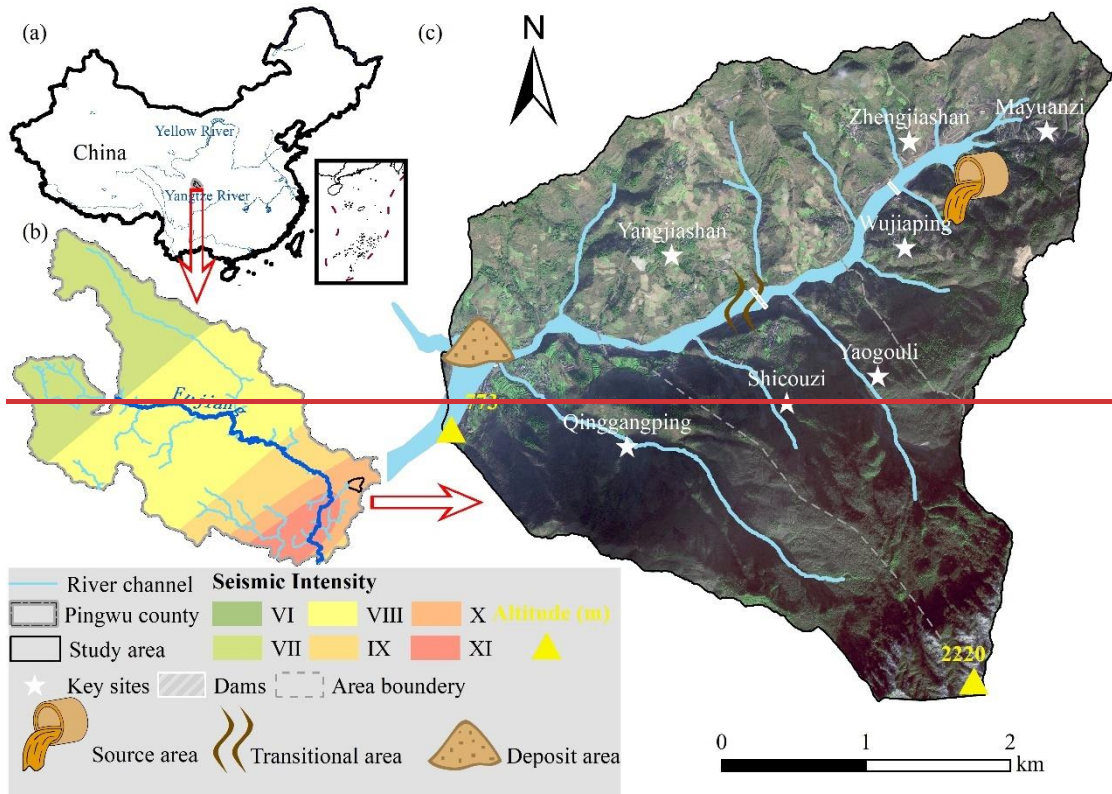 (a)
Yellow River
China
Yangtze River
(b)
Fujiang
(c)
N
Zhengjiashan
Mayuanzi
Wujiaping
Yangjiashan
Yaogouli
Shicouzi
773
Qinggangping
2220
River channel
Seismic Intensity
Pingwu county
VI
VIII
X
Altitude (m)
Study area
VII
IX
XI
Key sites
Dams
Area boundery
Source area
Transitional area
Deposit area
0
1
2
km